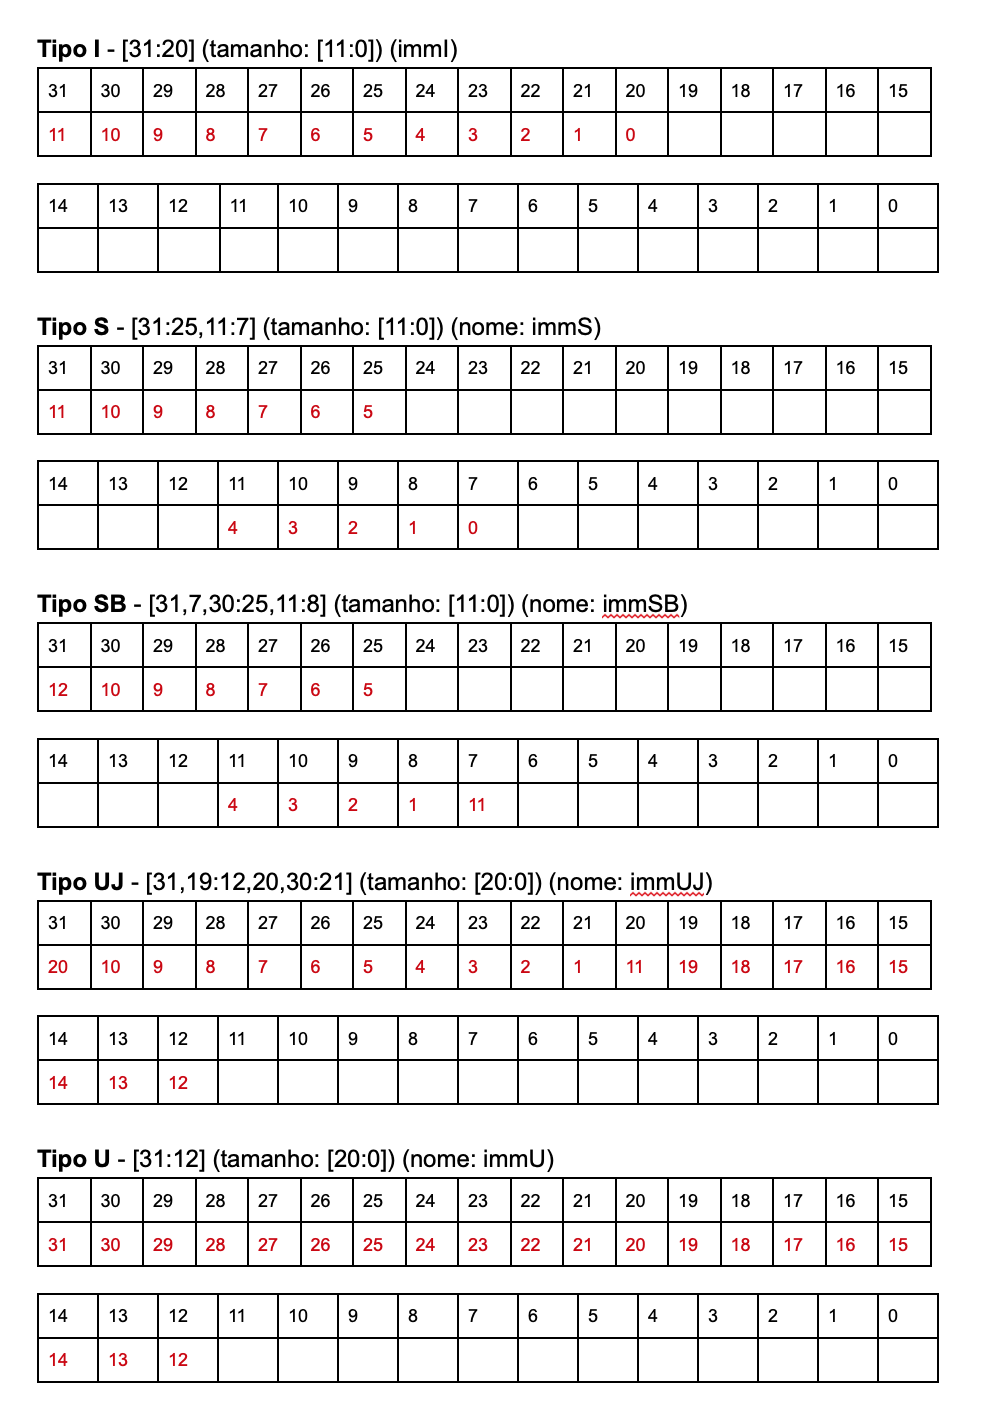 Tipo I - [31:20] (tamanho: [11:0]) (immI)
31 30 29 28 27 26 25 24 23 22 21 20 19 18 17 16 15
11 10 9 8 7 6 5 4 3 2 1 0
14 13 12 11 10 9 8 7 6 5 4 3 2 1 0
Tipo S - [31:25,11:7] (tamanho: [11:0]) (nome: immS)
31 30 29 28 27 26 25 24 23 22 21 20 19 18 17 16 15
11 10 9 8 7 6 5
14 13 12 11 10 9 8 7 6 5 4 3 2 1 0
4 3 2 1 0
Tipo SB - [31,7,30:25,11:8] (tamanho: [11:0]) (nome: immSB)
31 30 29 28 27 26 25 24 23 22 21 20 19 18 17 16 15
12 10 9 8 7 6 5
14 13 12 11 10 9 8 7 6 5 4 3 2 1 0
4 3 2 1 11
Tipo UJ - [31,19:12,20,30:21] (tamanho: [20:0]) (nome: immUJ)
31 30 29 28 27 26 25 24 23 22 21 20 19 18 17 16 15
20 10 9 8 7 6 5 4 3 2 1 11 19 18 17 16 15
14 13 12 11 10 9 8 7 6 5 4 3 2 1 0
14 13 12
Tipo U - [31:12] (tamanho: [20:0]) (nome: immU)
31 30 29 28 27 26 25 24 23 22 21 20 19 18 17 16 15
31 30 29 28 27 26 25 24 23 22 21 20 19 18 17 16 15
14 13 12 11 10 9 8 7 6 5 4 3 2 1 0
14 13 12